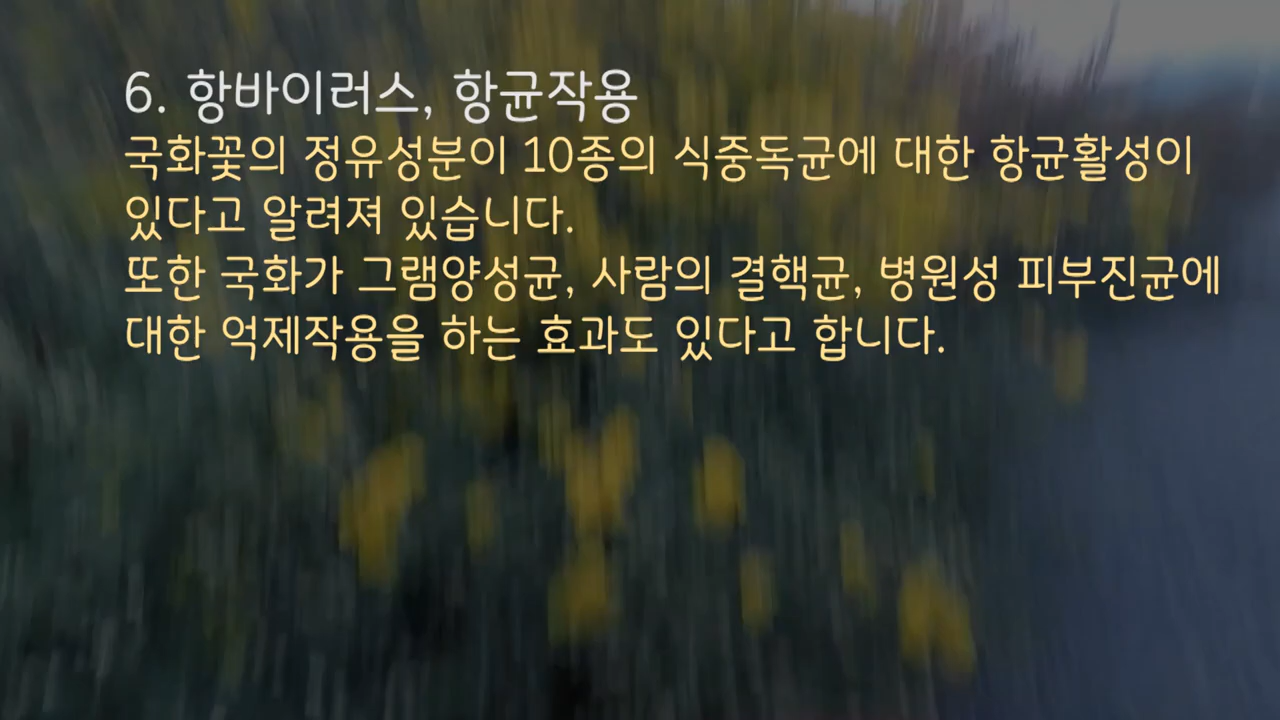 6. 항바이러스, 항균작용
국화꽃의 정유성분이 10종의 식중독균에 대한 항균활성이
있다고 알려져 있습니다.
또한 국화가 그램양성균, 사람의 결핵균, 병원성 피부진균에
대한 억제작용을 하는 효과도 있다고 합니다.